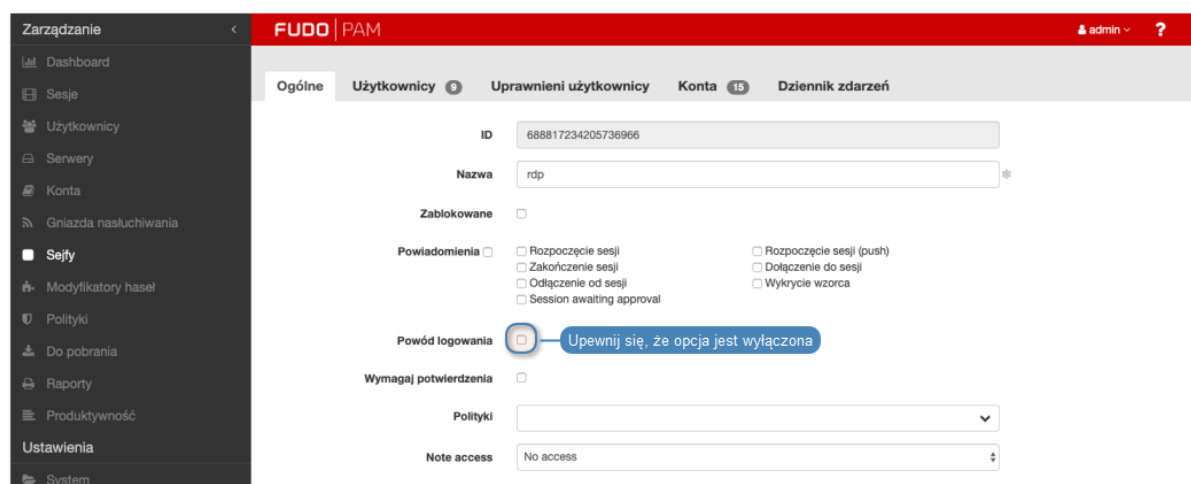 Zarządzanie
FUDO PAM
admin
?
Dashboard
Sesje
Użytkownicy
Serwery
Konta
Gniazda nasłuchiwania
Sejfy
Modyfikatory haseł
Polityki
Do pobrania
Raporty
Produktywność
Ustawienia
System
Ogólne Użytkownicy 9 Uprawnieni użytkownicy Konta 15 Dziennik zdarzeń
ID 688817234205736966
Nazwa rdp
Zablokowane
Powiadomienia Rozpoczęcie sesji Rozpoczęcie sesji (push)
Zakończenie sesji Dołączenie do sesji
Odłączenie od sesji Wykrycie wzorca
Session awaiting approval
Powód logowania Upewnij się, że opcja jest wyłączona
Wymagaj potwierdzenia
Polityki
Note access No access